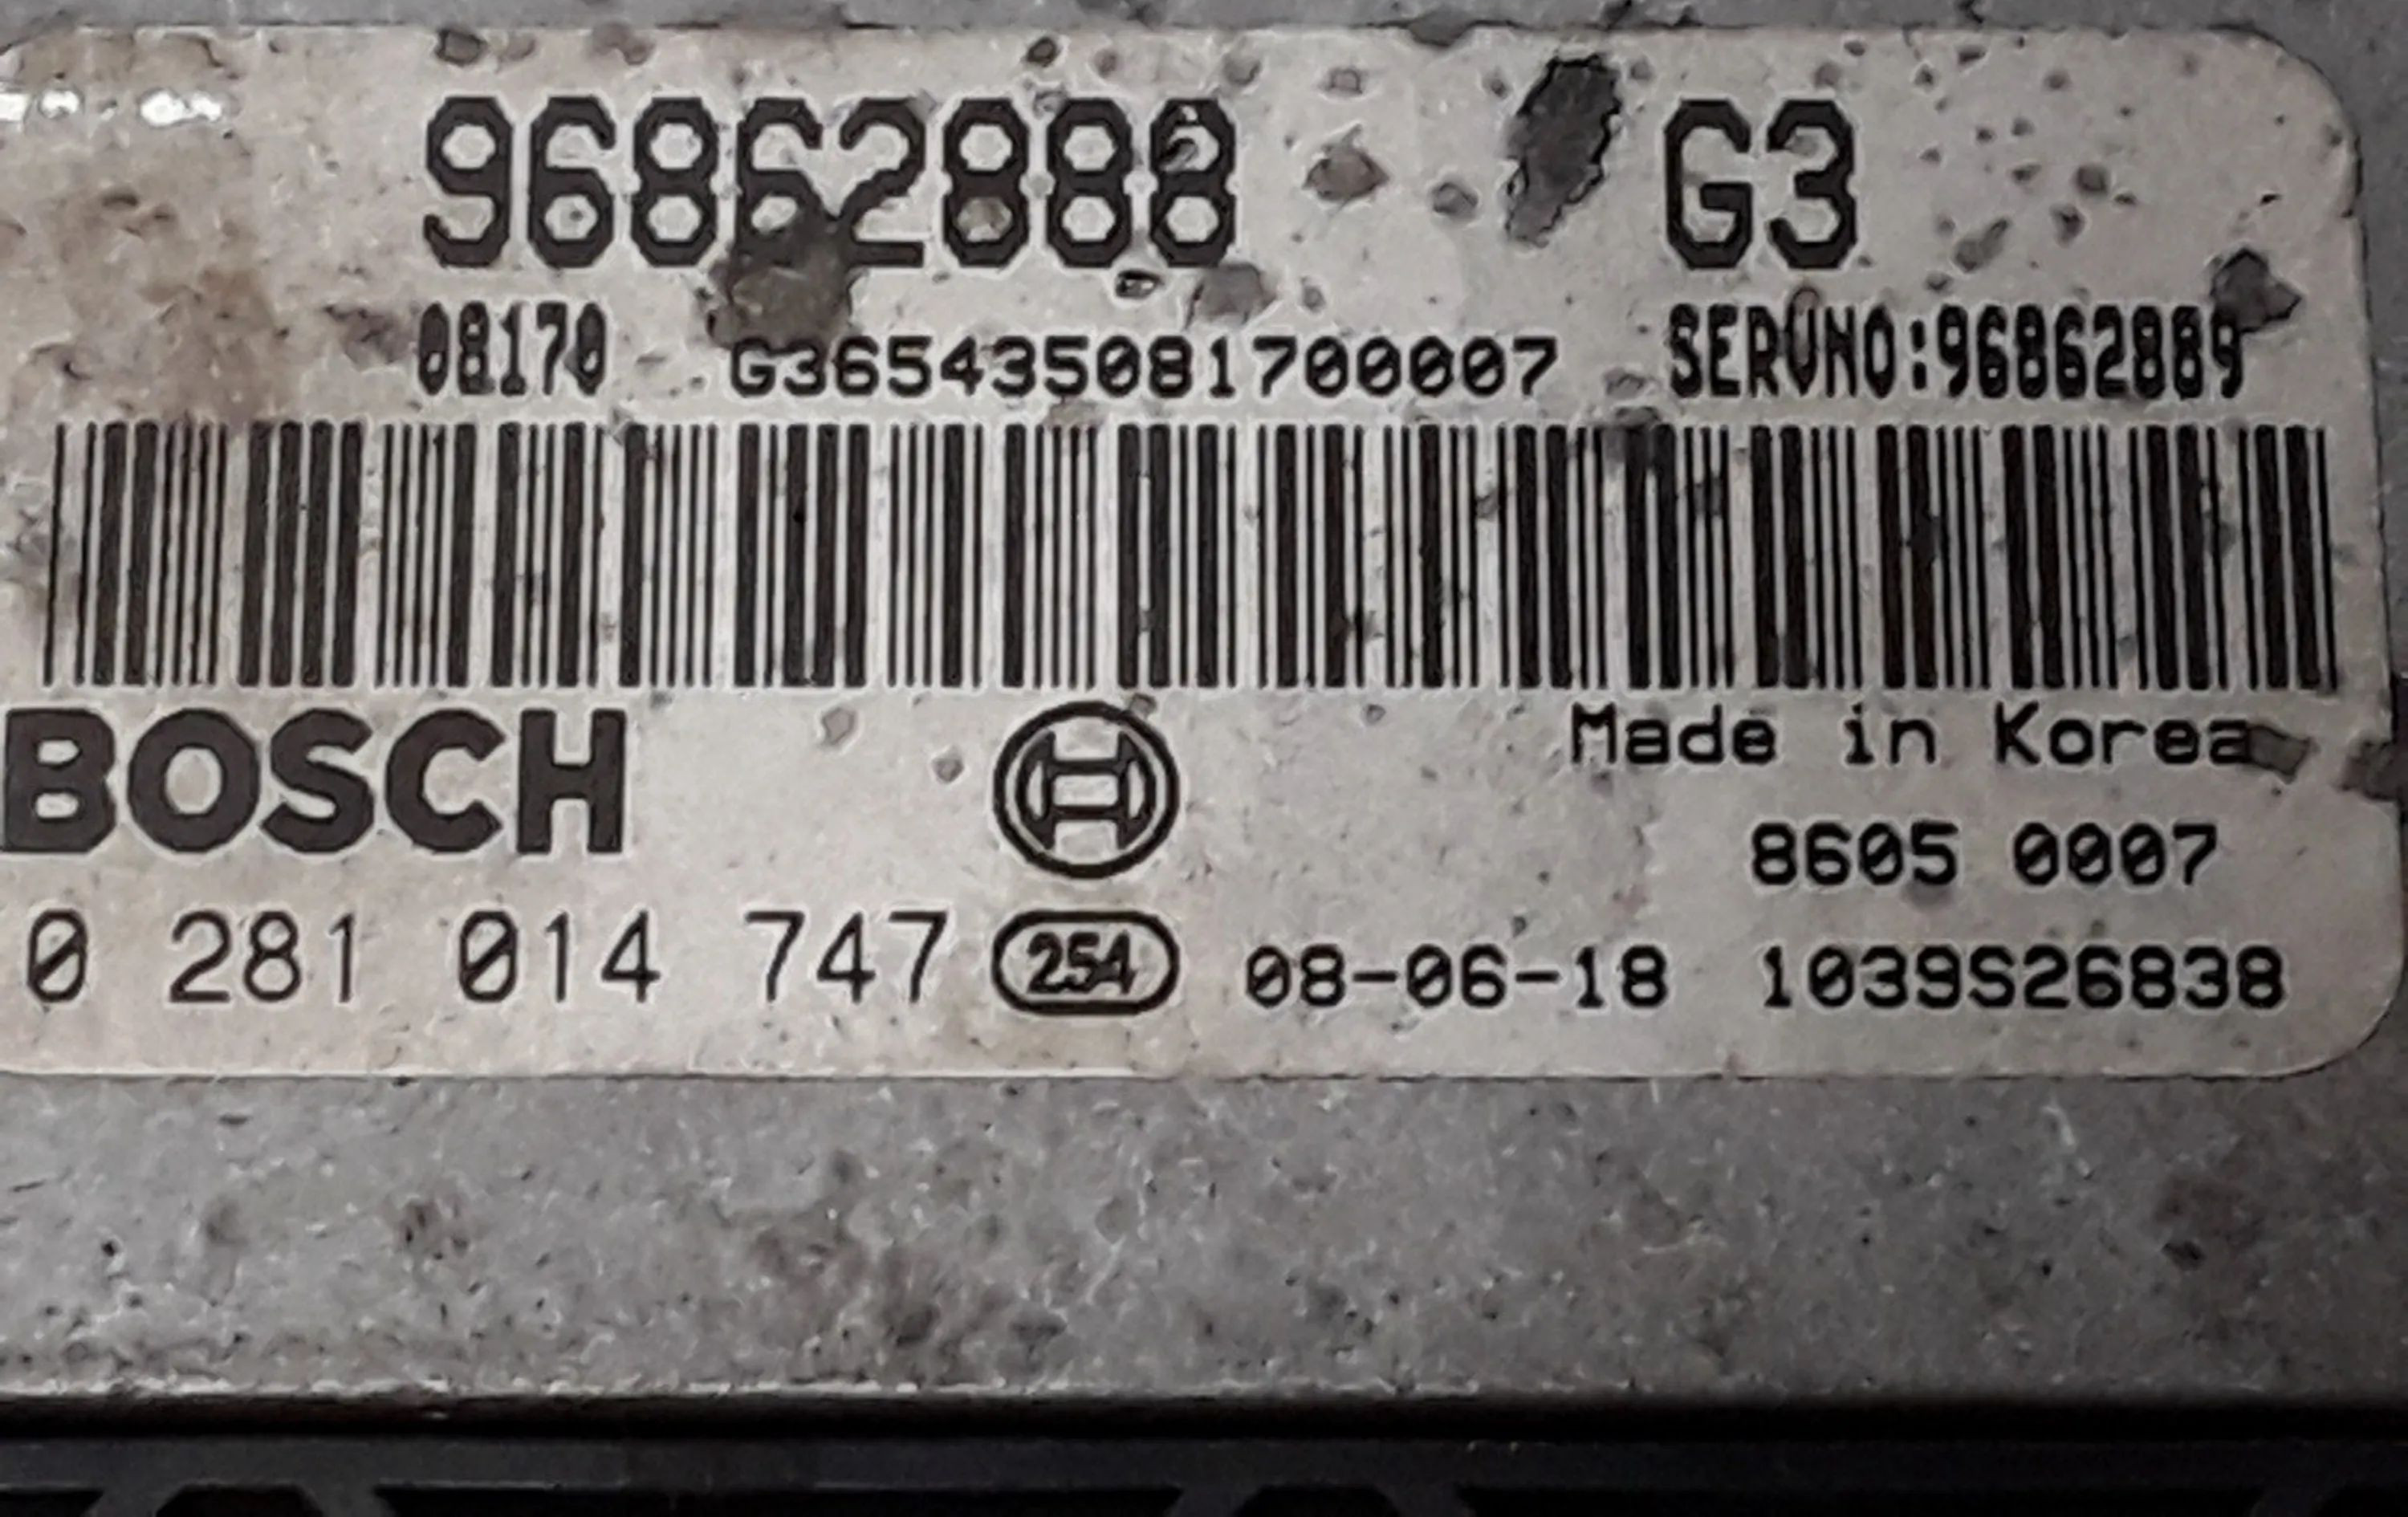 96862888 G3
08170 G365435081700007 SERVNO:96862889
BOSCH
Made in Korea
8605 0007
0 281 014 747 254 08-06-18 1039S26838